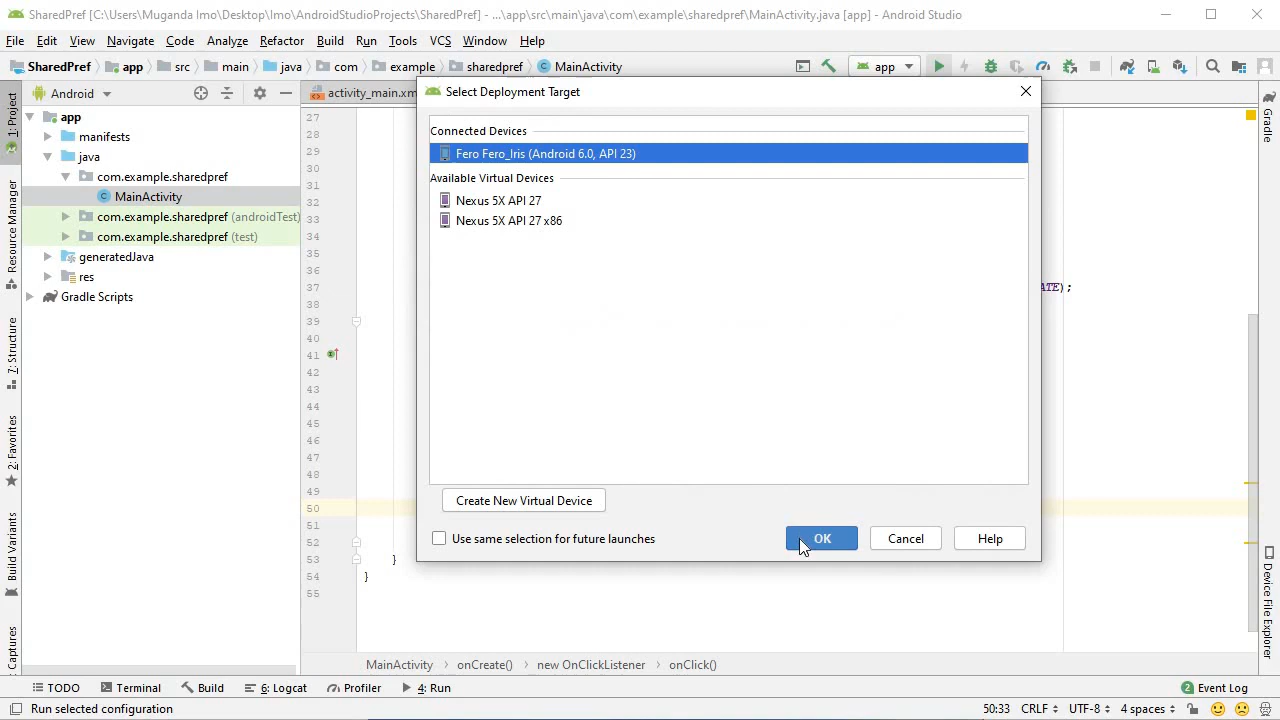 SharedPref [C:\Users\Muganda Imo\Desktop\Imo\AndroidStudioProjects\SharedPref] - ...\app\src\main\java\com\example\sharedpref\MainActivity.java [app] - Android Studio
File Edit View Navigate Code Analyze Refactor Build Run Tools VCS Window Help
SharedPref app src main java com example sharedpref MainActivity app
Android
activity_main.xm
Select Deployment Target
1: Project
Resource Manager
Z: Structure
2: Favorites
Build Variants
Captures
app
manifests
java
com.example.sharedpref
MainActivity
com.example.sharedpref (androidTest)
com.example.sharedpref (test)
generatedJava
res
Gradle Scripts
27
28
29
30
31
32
33
34
35
36
37
38
39
40
41
42
43
44
45
46
47
48
49
50
51
52
53
54
55
ATE);
}
}
Connected Devices
Fero Fero_Iris (Android 6.0, API 23)
Available Virtual Devices
Nexus 5X API 27
Nexus 5X API 27 x86
Create New Virtual Device
Use same selection for future launches
OK Cancel Help
Gradle
Device File Explorer
MainActivity onCreate() new OnClickListener onClick()
TODO Terminal Build 6: Logcat Profiler 4: Run 2 Event Log
Run selected configuration 50:33 CRLF UTF-8 4 spaces